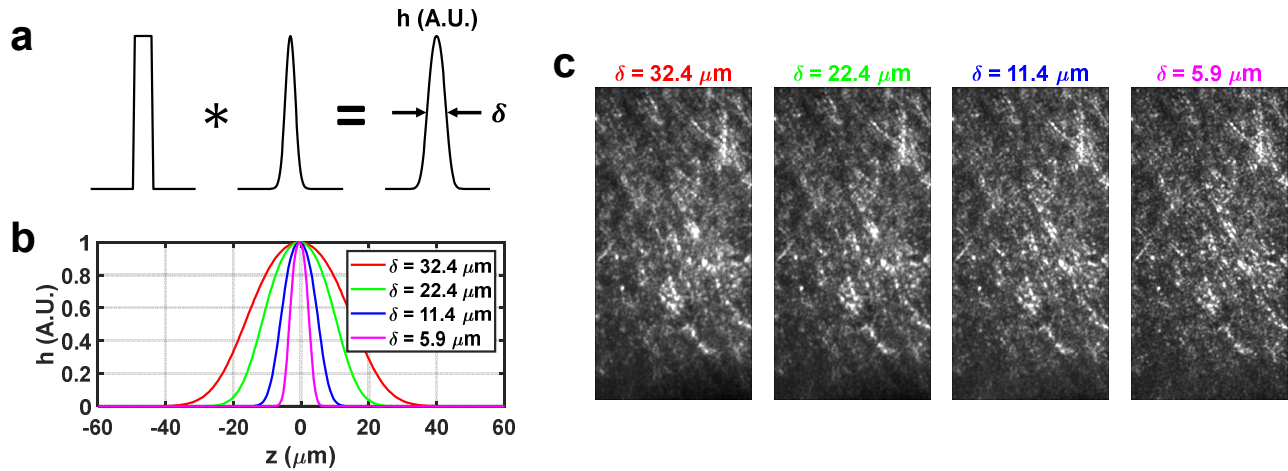 a
h (A.U.)
* = δ
b
h (A.U.)
1
0.8
0.6
0.4
0.2
0
δ = 32.4 μm
δ = 22.4 μm
δ = 11.4 μm
δ = 5.9 μm
-60 -40 -20 0 20 40 60
z (μm)
c
δ = 32.4 μm δ = 22.4 μm δ = 11.4 μm δ = 5.9 μm